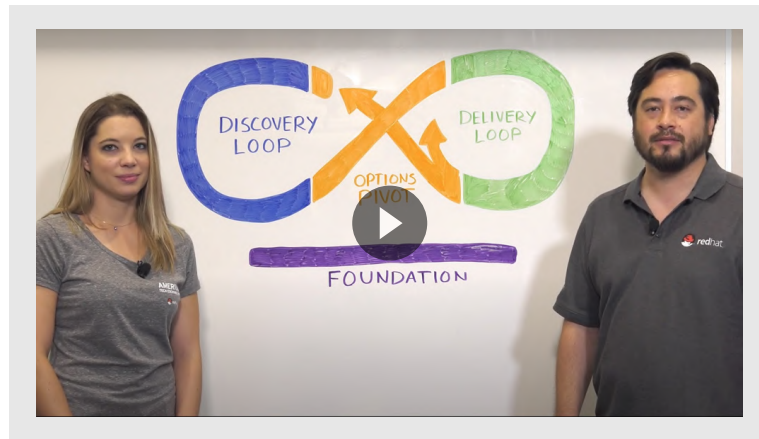 DISCOVERY
LOOP
DELIVERY
LOOP
OPTIONS
PIVOT
FOUNDATION
redhat